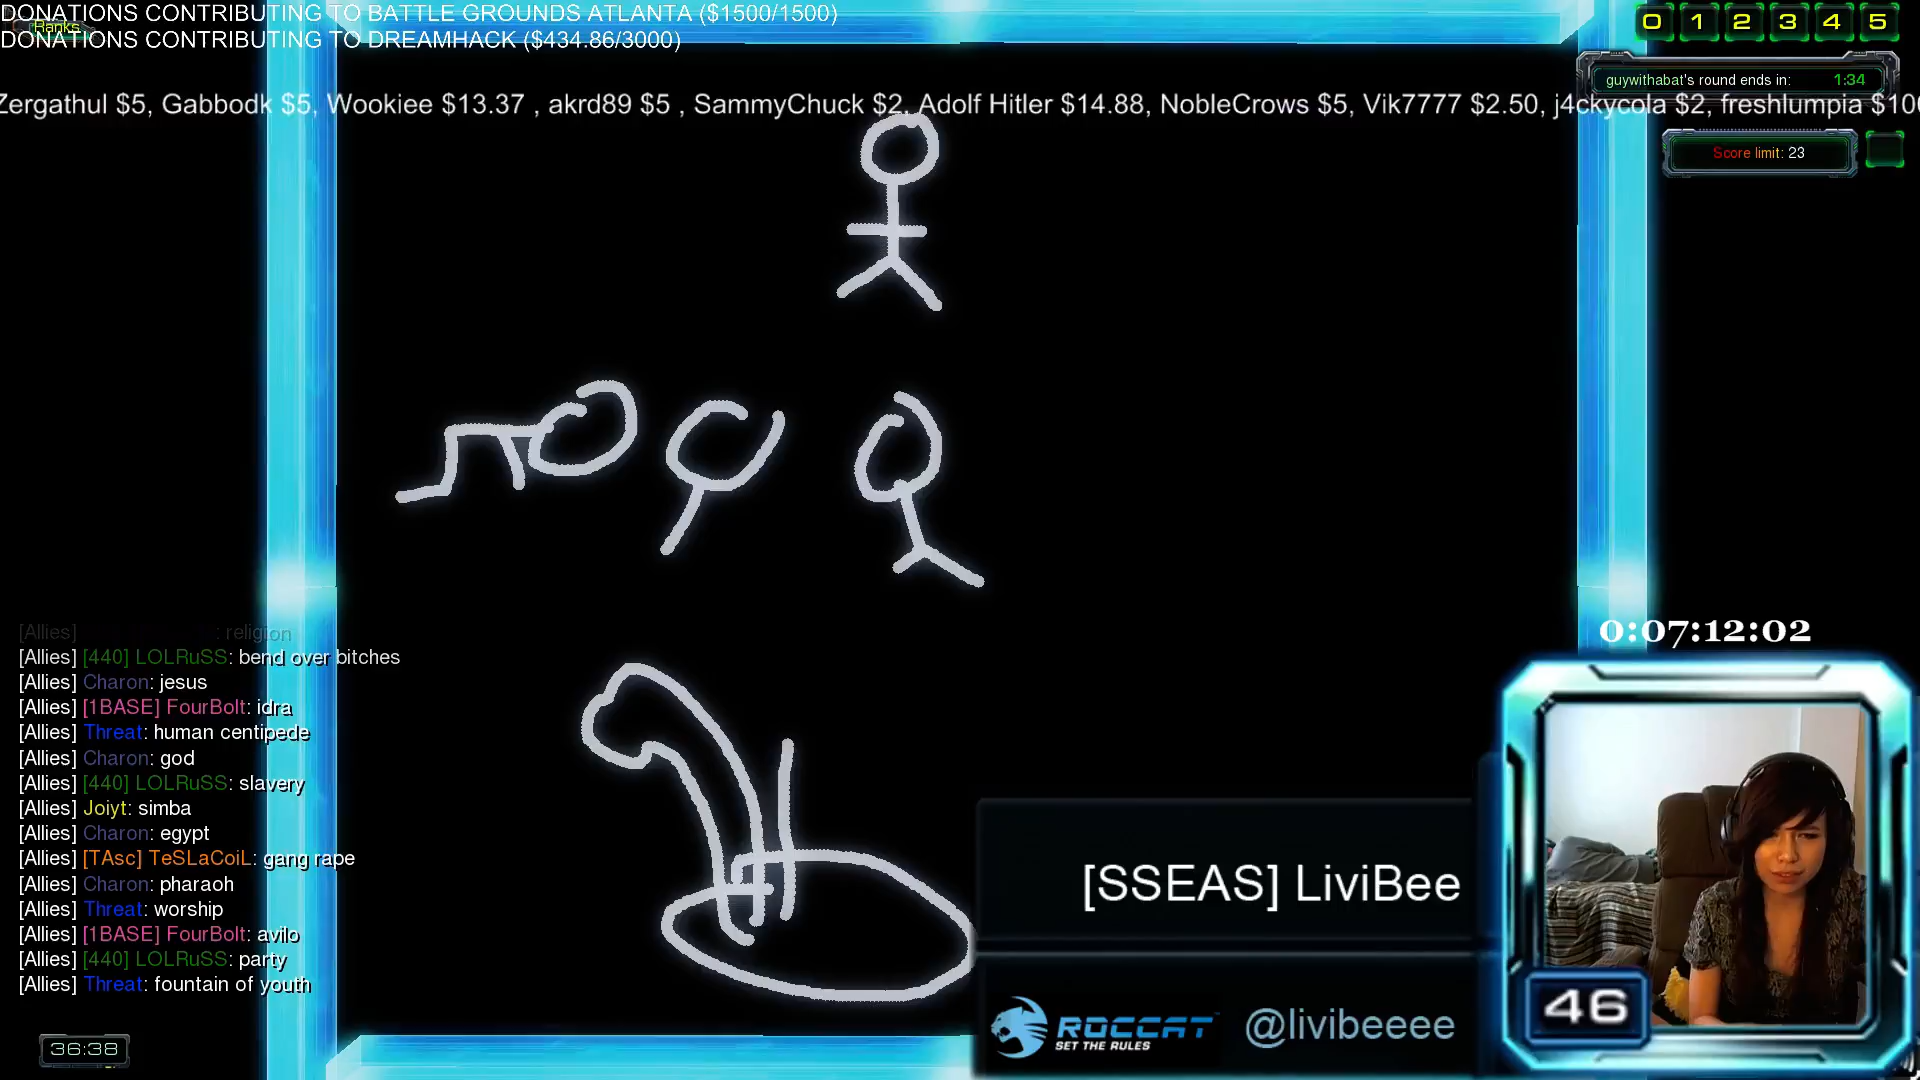 DONATIONS CONTRIBUTING TO BATTLE GROUNDS ATLANTA ($1500/1500)
Ranks
DONATIONS CONTRIBUTING TO DREAMHACK ($434.86/3000)
0 1 2 3 4 5
guywithabat's round ends in: 1:34
Zergathul $5, Gabbodk $5, Wookiee $13.37 , akrd89 $5 , SammyChuck $2, Adolf Hitler $14.88, NobleCrows $5, Vik7777 $2.50, j4ckycola $2, freshlumpia $100
Score limit: 23
0:07:12:02
[Allies] : religion
[Allies] [440] LOLRuSS: bend over bitches
[Allies] Charon: jesus
[Allies] [1BASE] FourBolt: idra
[Allies] Threat: human centipede
[Allies] Charon: god
[Allies] [440] LOLRuSS: slavery
[Allies] Joiyt: simba
[Allies] Charon: egypt
[Allies] [TAsc] TeSLaCoiL: gang rape
[Allies] Charon: pharaoh
[Allies] Threat: worship
[Allies] [1BASE] FourBolt: avilo
[Allies] [440] LOLRuSS: party
[Allies] Threat: fountain of youth
36:38
[SSEAS] LiviBee
ROCCAT
SET THE RULES
@livibeeee
46